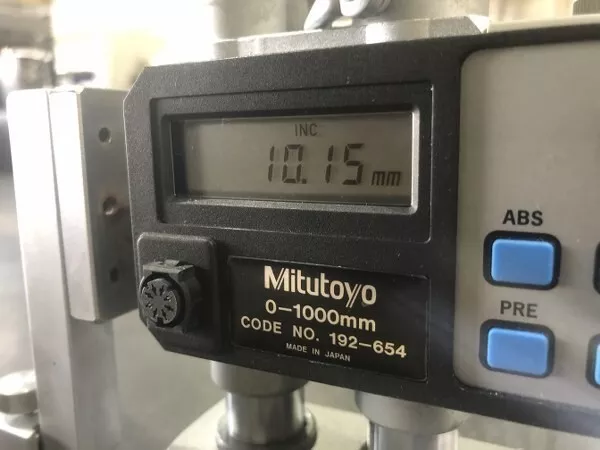 INC
10.15 mm
ABS
Mitutoyo
0-1000mm
CODE NO. 192-654
MADE IN JAPAN
PRE